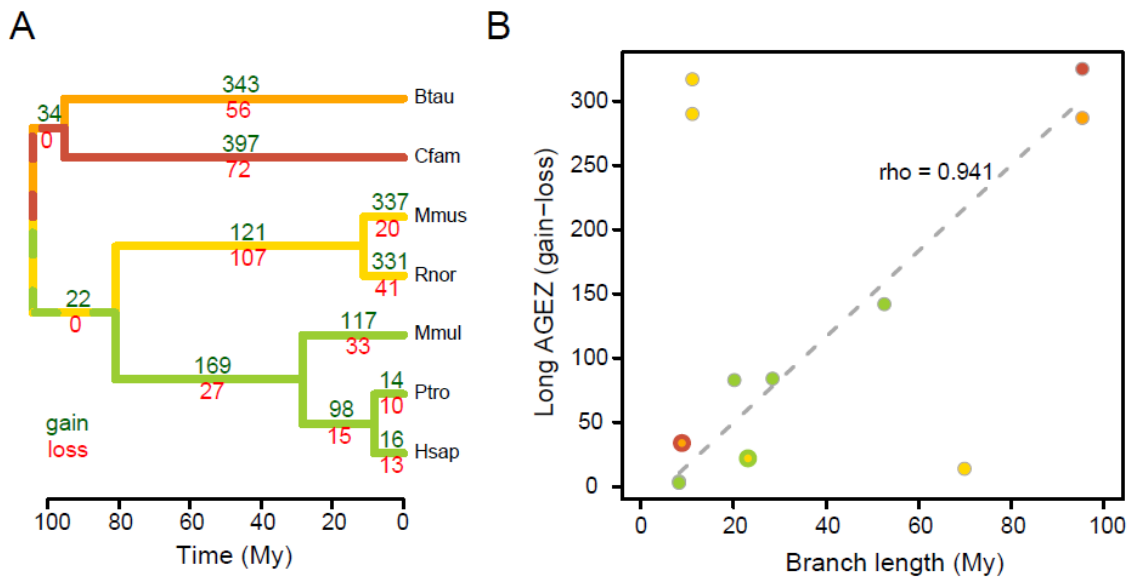 A
343
Btau
56
34
0
397
Cfam
72
337
Mmus
20
121
107
331
Rnor
41
22
0
117
Mmul
33
169
27
14
Ptro
10
98
15
16
Hsap
13
gain
loss
100 80 60 40 20 0
Time (My)
B
Long AGEZ (gain−loss)
300
250
200
150
100
50
0
rho = 0.941
0 20 40 60 80 100
Branch length (My)